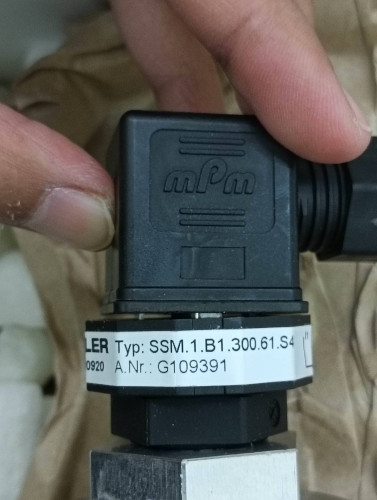 mPm
LER Typ: SSM.1.B1.300.61.S4
0920 A.Nr.: G109391